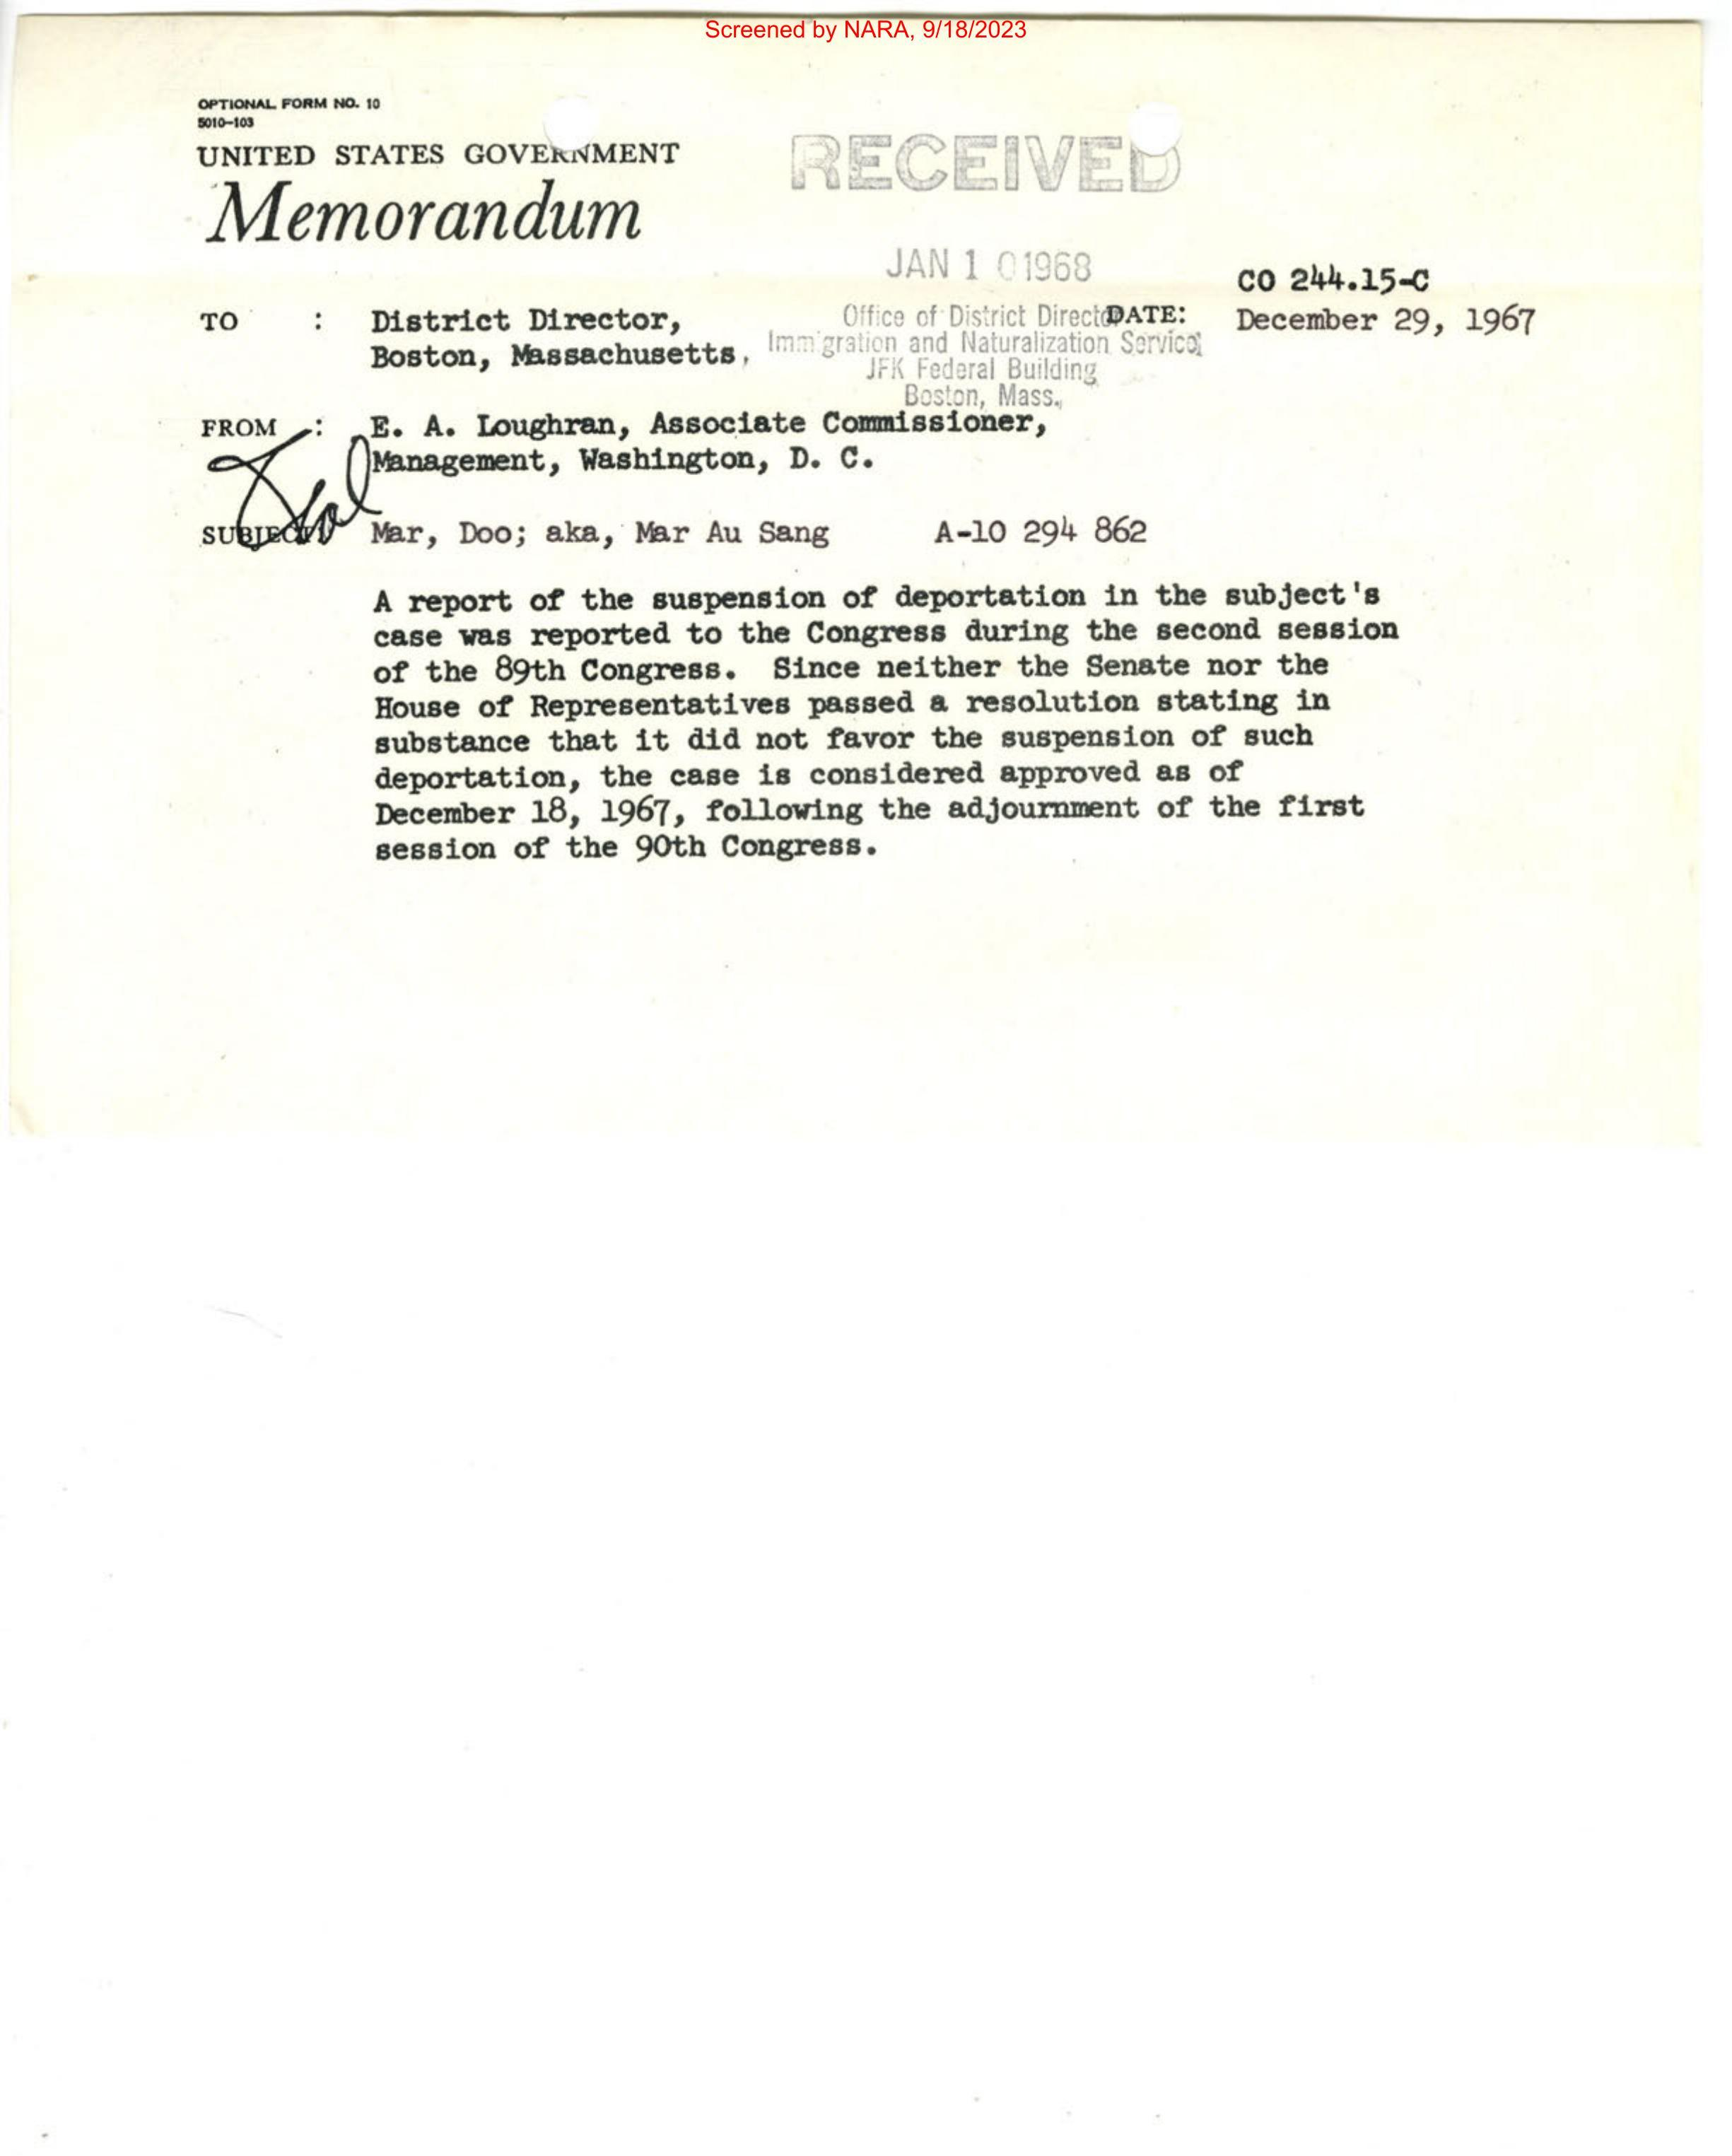 Screened by NARA, 9/18/2023
OPTIONAL FORM NO. 10
5010-103
UNITED STATES GOVERNMENT
Memorandum
RECEIVED
JAN 10 1968
Office of District Director
Immigration and Naturalization Service
JFK Federal Building
Boston, Mass.
CO 244.15-C
TO : District Director,
Boston, Massachusetts,
DATE: December 29, 1967
FROM : E. A. Loughran, Associate Commissioner,
Management, Washington, D. C.
SUBJECT: Mar, Doo; aka, Mar Au Sang A-10 294 862
A report of the suspension of deportation in the subject's
case was reported to the Congress during the second session
of the 89th Congress. Since neither the Senate nor the
House of Representatives passed a resolution stating in
substance that it did not favor the suspension of such
deportation, the case is considered approved as of
December 18, 1967, following the adjournment of the first
session of the 90th Congress.